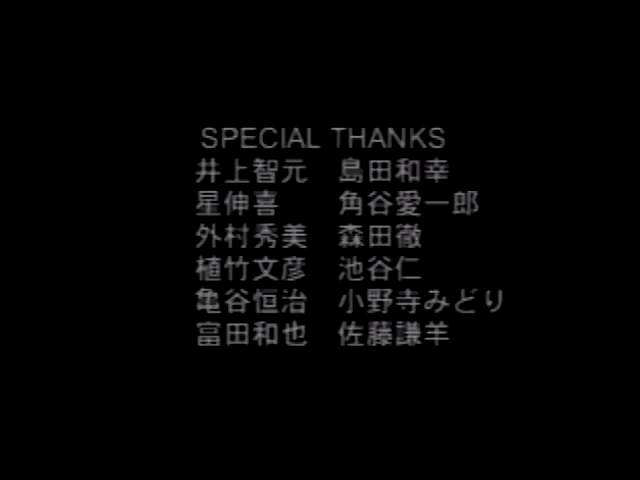 SPECIAL THANKS
井上智元 島田和幸
星伸喜 角谷愛一郎
外村秀美 森田徹
植竹文彦 池谷仁
亀谷恒治 小野寺みどり
富田和也 佐藤謙羊